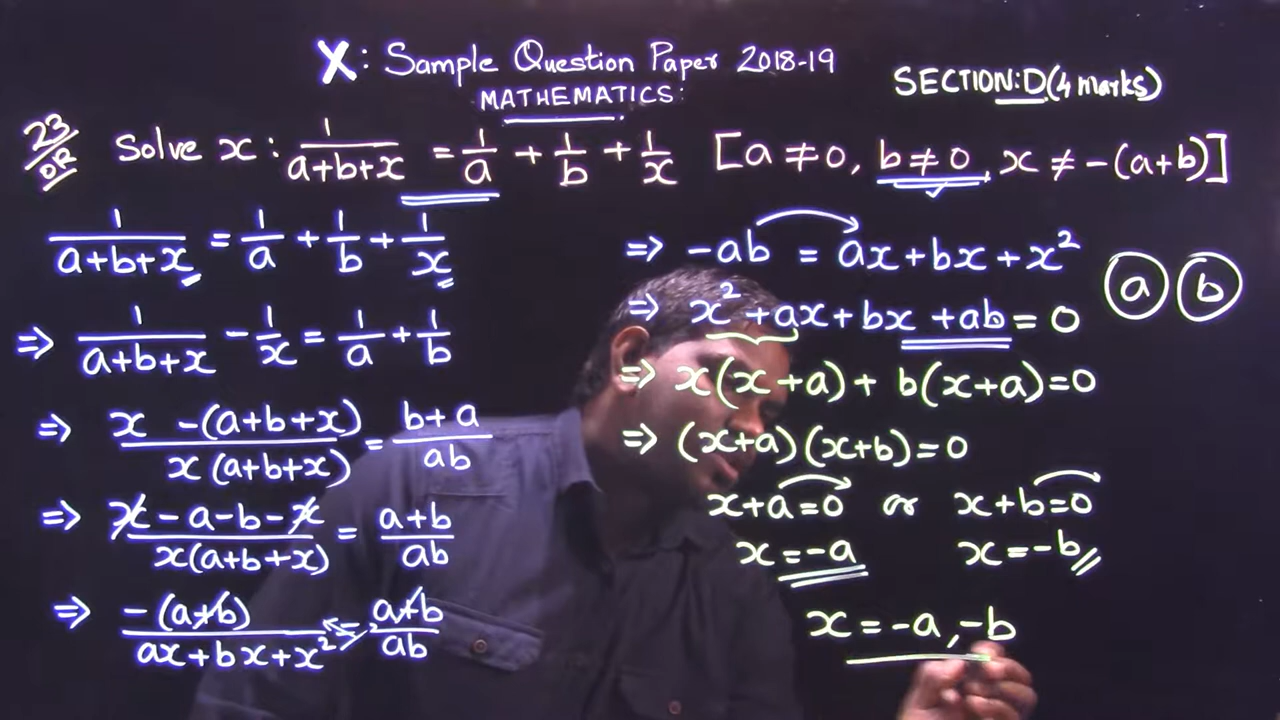 X: Sample Question Paper 2018-19
MATHEMATICS:
SECTION:D(4 marks)
23/OR Solve x: 1/(a+b+x) = 1/a + 1/b + 1/x [a ≠ 0, b ≠ 0, x ≠ -(a+b)]
1/(a+b+x) = 1/a + 1/b + 1/x
=> 1/(a+b+x) - 1/x = 1/a + 1/b
=> (x -(a+b+x))/(x(a+b+x)) = (b+a)/(ab)
=> (x-a-b-x)/(x(a+b+x)) = (a+b)/(ab)
=> -(a+b)/(ax+bx+x²) = (a+b)/(ab)
=> -ab = ax+bx+x²
=> x²+ax+bx+ab = 0
=> x(x+a)+ b(x+a)=0
=> (x+a)(x+b)=0
x+a=0 or x+b=0
x=-a x=-b
x = -a, -b
a b